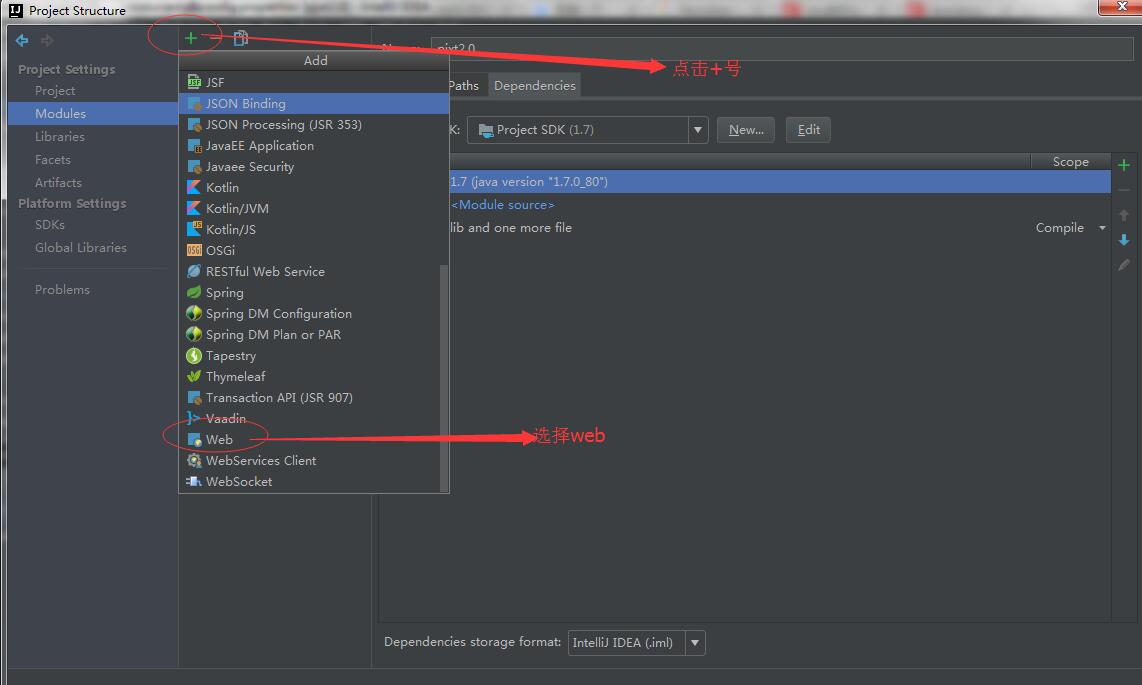 Project Structure
Project Settings
Project
Modules
Libraries
Facets
Artifacts
Platform Settings
SDKs
Global Libraries
Problems
Add
JSF
JSON Binding
JSON Processing (JSR 353)
JavaEE Application
Javaee Security
Kotlin
Kotlin/JVM
Kotlin/JS
OSGi
RESTful Web Service
Spring
Spring DM Configuration
Spring DM Plan or PAR
Tapestry
Thymeleaf
Transaction API (JSR 907)
Vaadin
Web
WebServices Client
WebSocket
点击+号
选择web
Paths
Dependencies
K:
Project SDK (1.7)
New...
Edit
Scope
1.7 (java version "1.7.0_80")
<Module source>
lib and one more file
Compile
Dependencies storage format:
IntelliJ IDEA (.iml)